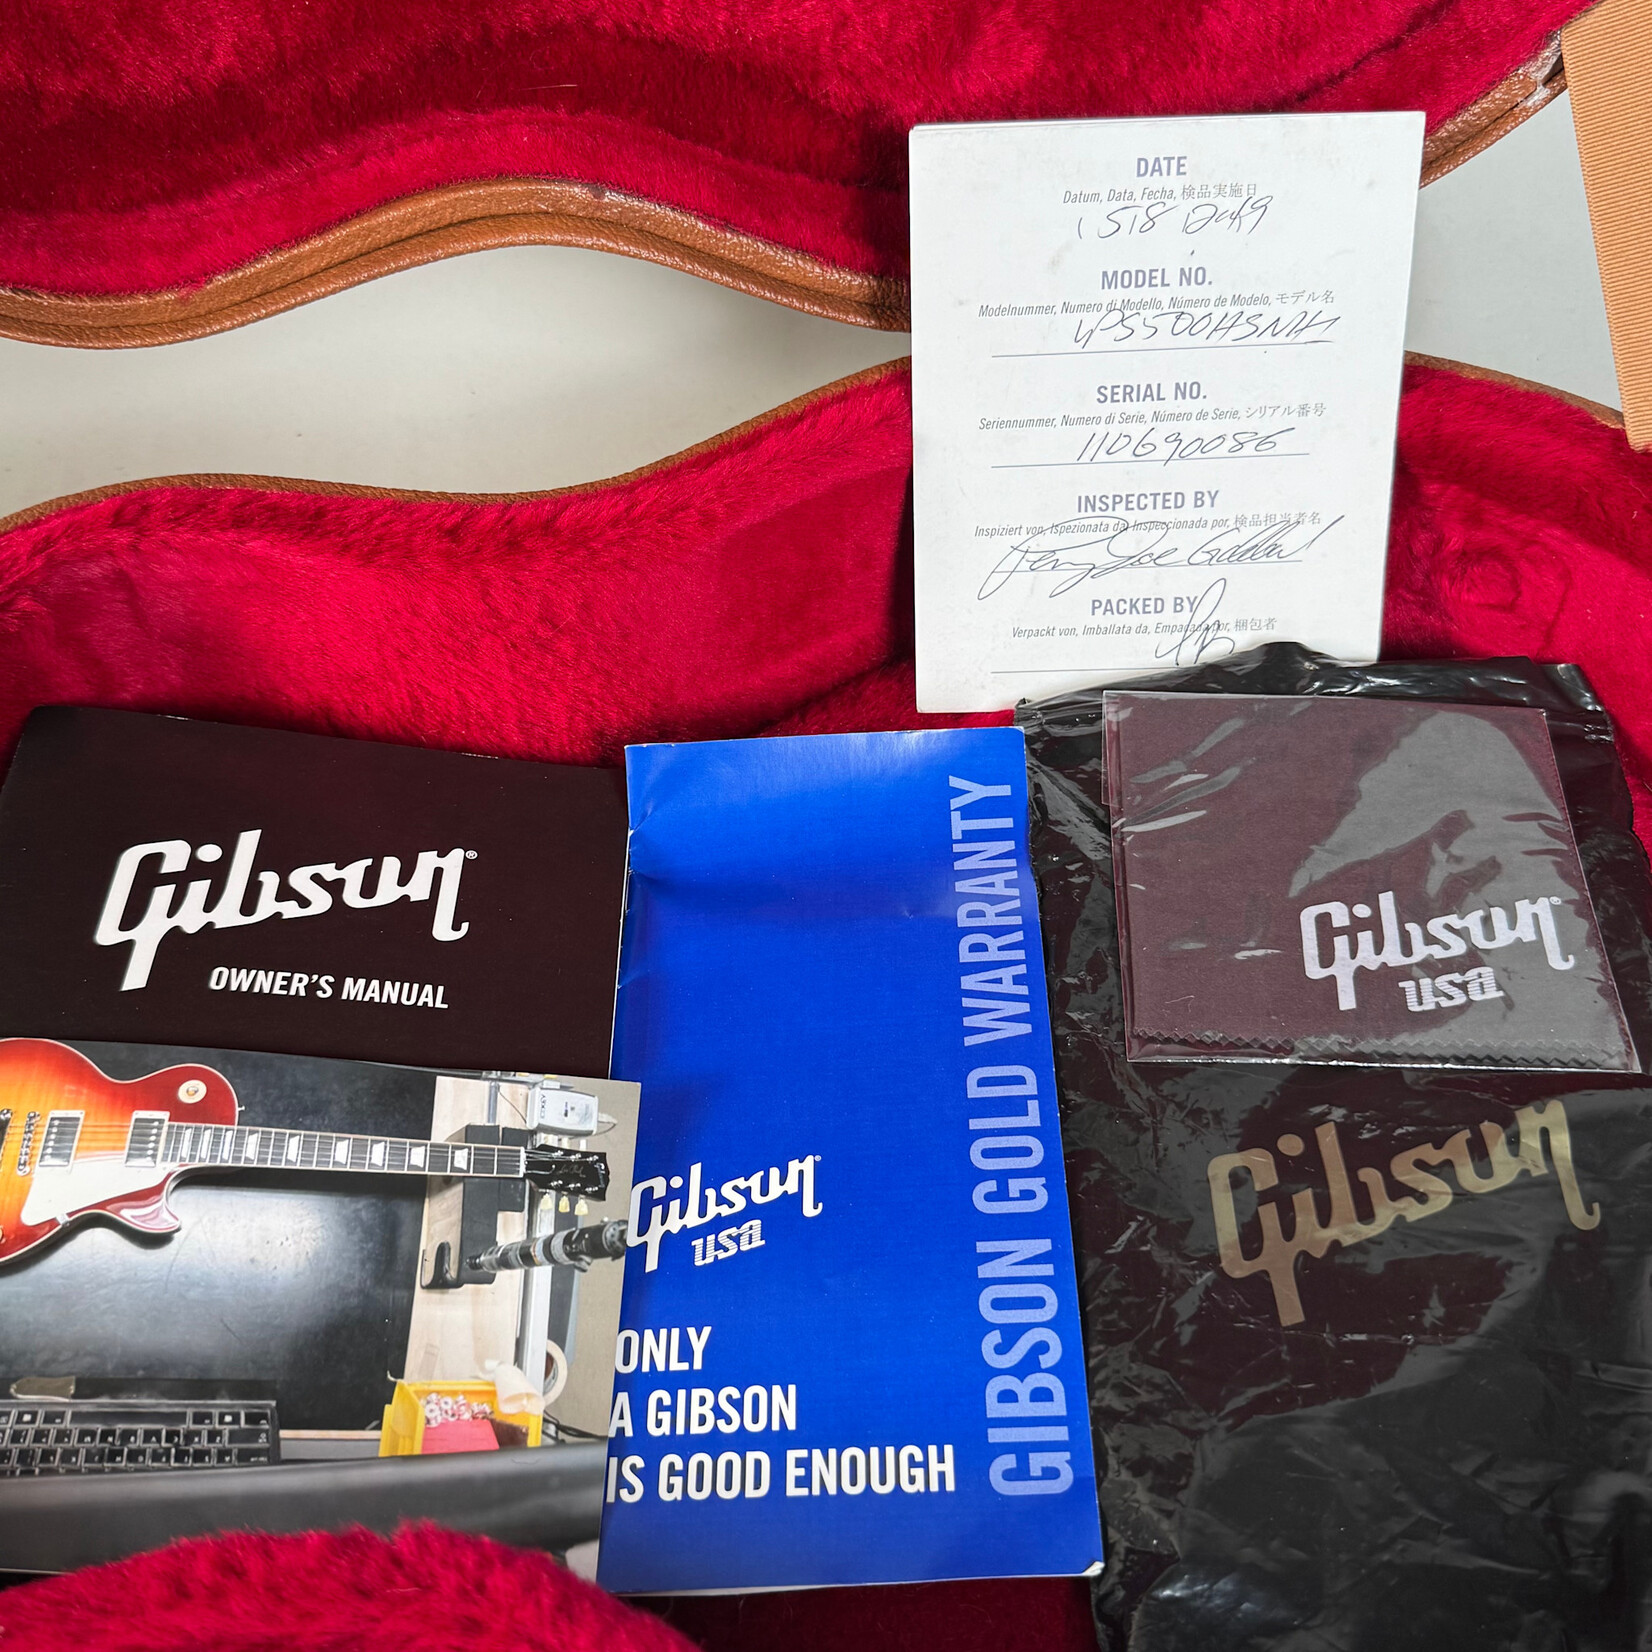 DATE
Datum, Data, Fecha, 検品実施日
MODEL NO.
Modelnummer, Numero di Modello, Número de Modelo, モデル名
LPS500HSNH
SERIAL NO.
Seriennummer, Numero di Serie, Número de Serie, シリアル番号
110690086
INSPECTED BY
Inspiziert von, Ispezionata da, Inspeccionada por, 検品担当者名
PACKED BY
Verpackt von, Imballata da, Empacada por, 梱包者
Gibson®
OWNER'S MANUAL
GIBSON GOLD WARRANTY
Gibson
USA
ONLY
A GIBSON
IS GOOD ENOUGH
Gibson
USA
Gibson